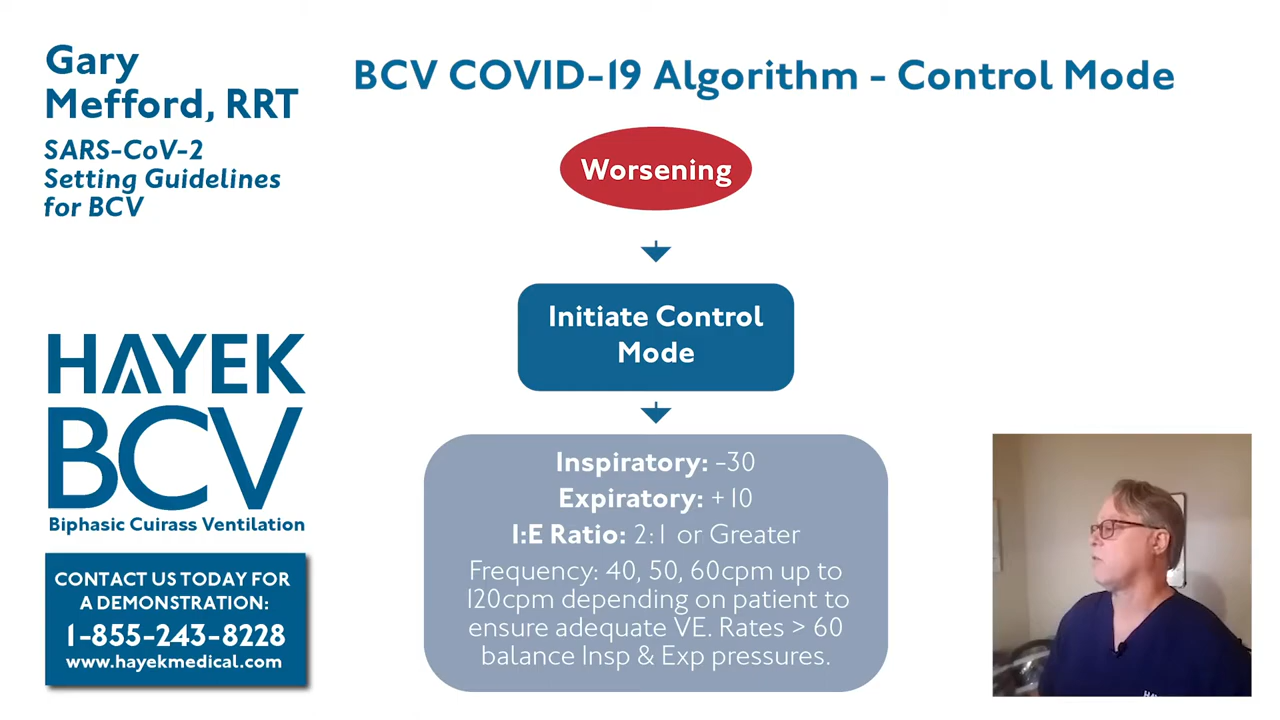 Gary
Mefford, RRT
SARS-CoV-2
Setting Guidelines
for BCV
BCV COVID-19 Algorithm - Control Mode
Worsening
Initiate Control
Mode
Inspiratory: -30
Expiratory: +10
I:E Ratio: 2:1 or Greater
Frequency: 40, 50, 60cpm up to
120cpm depending on patient to
ensure adequate VE. Rates > 60
balance Insp & Exp pressures.
HAYEK
BCV
Biphasic Cuirass Ventilation
CONTACT US TODAY FOR
A DEMONSTRATION:
1-855-243-8228
www.hayekmedical.com
HAYEK